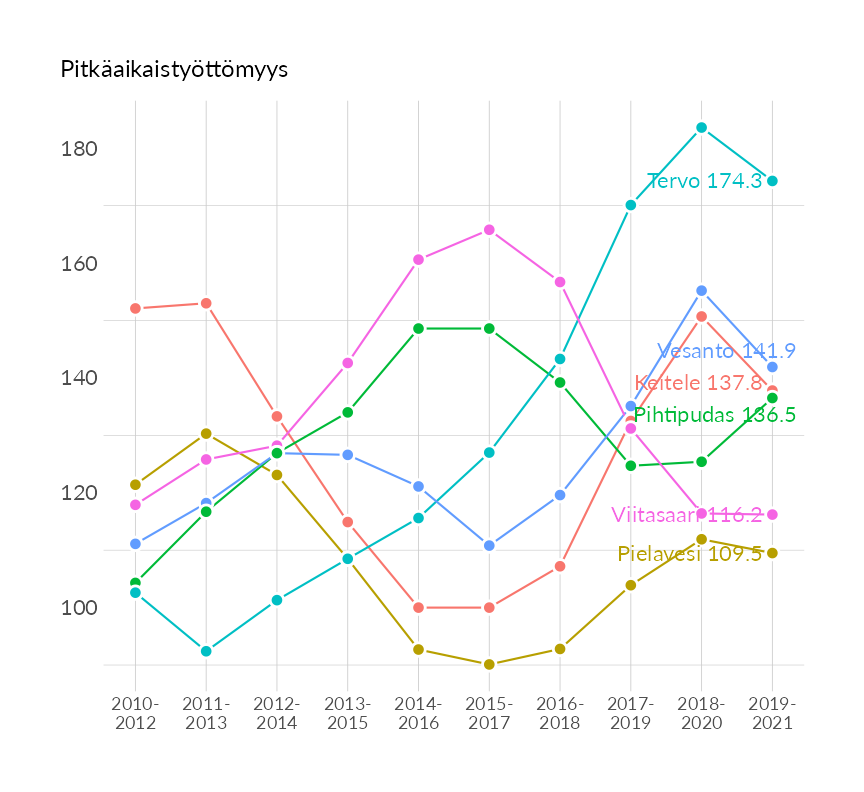 Pitkäaikaistyöttömyys
180
160
140
120
100
Tervo 174.3
Vesanto 141.9
Keitele 137.8
Pihtipudas 136.5
Viitasaari 116.2
Pielavesi 109.5
2010-2012
2011-2013
2012-2014
2013-2015
2014-2016
2015-2017
2016-2018
2017-2019
2018-2020
2019-2021